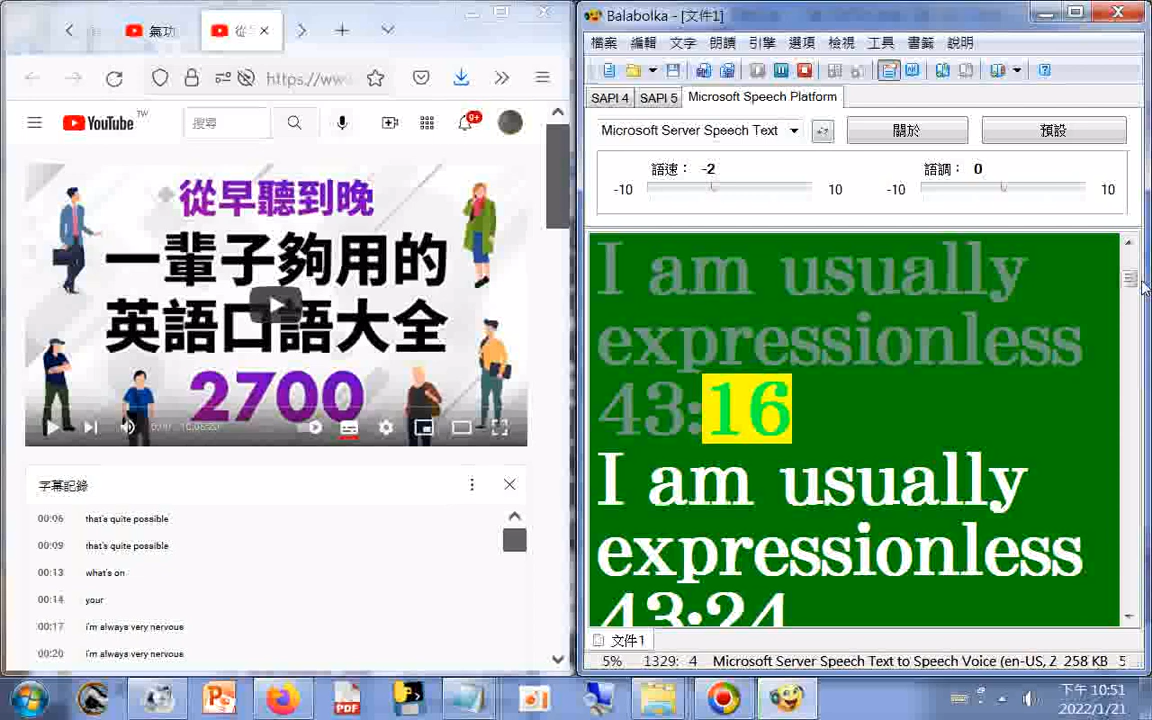 氣功
從
https://www
YouTube TW
搜尋
9+
從早聽到晚
一輩子夠用的
英語口語大全
2700
字幕記錄
00:06 that's quite possible
00:09 that's quite possible
00:13 what's on
00:14 your
00:17 i'm always very nervous
00:20 i'm always very nervous
Balabolka - [文件1]
檔案 編輯 文字 朗讀 引擎 選項 檢視 工具 書籤 說明
SAPI 4 SAPI 5 Microsoft Speech Platform
Microsoft Server Speech Text 關於 預設
語速： -2 語調： 0
-10 10 -10 10
I am usually
expressionless
43:16
I am usually
expressionless
43:24
文件1
5% 1329: 4 Microsoft Server Speech Text to Speech Voice (en-US, 2 258 KB 5
下午 10:51
2022/1/21